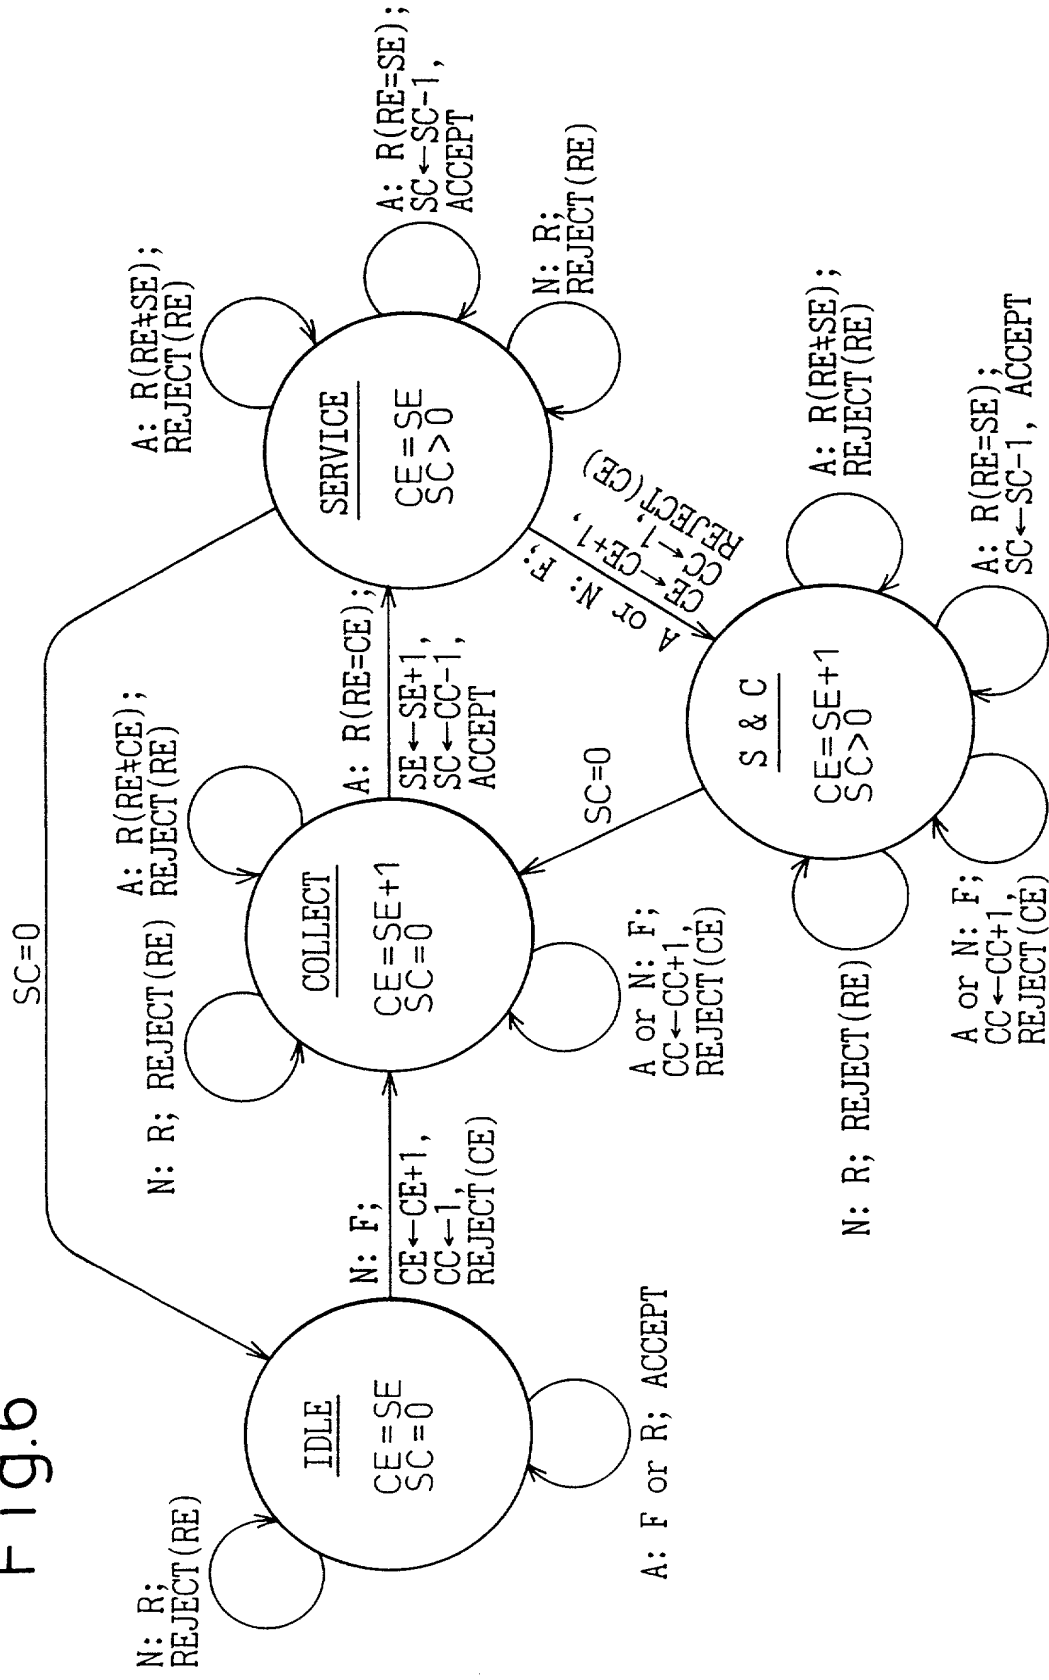 Fig.6
SC=0
N: R;
REJECT(RE)
IDLE
CE=SE
SC=0
A: F or R; ACCEPT
N: F;
CE←CE+1,
CC←1,
REJECT(CE)
N: R; REJECT(RE)
A: R(RE≠CE);
REJECT(RE)
COLLECT
CE=SE+1
SC=0
A or N: F;
CC←CC+1,
REJECT(CE)
A: R(RE=CE);
SE←SE+1,
SC←CC-1,
ACCEPT
A: R(RE≠SE);
REJECT(RE)
SERVICE
CE=SE
SC>0
A: R(RE=SE);
SC←SC-1,
ACCEPT
N: R;
REJECT(RE)
A or N: F;
CE←CE+1,
CC←1,
REJECT(CE)
SC=0
S & C
CE=SE+1
SC>0
N: R; REJECT(RE)
A or N: F;
CC←CC+1,
REJECT(CE)
A: R(RE≠SE);
REJECT(RE)
A: R(RE=SE);
SC←SC-1, ACCEPT